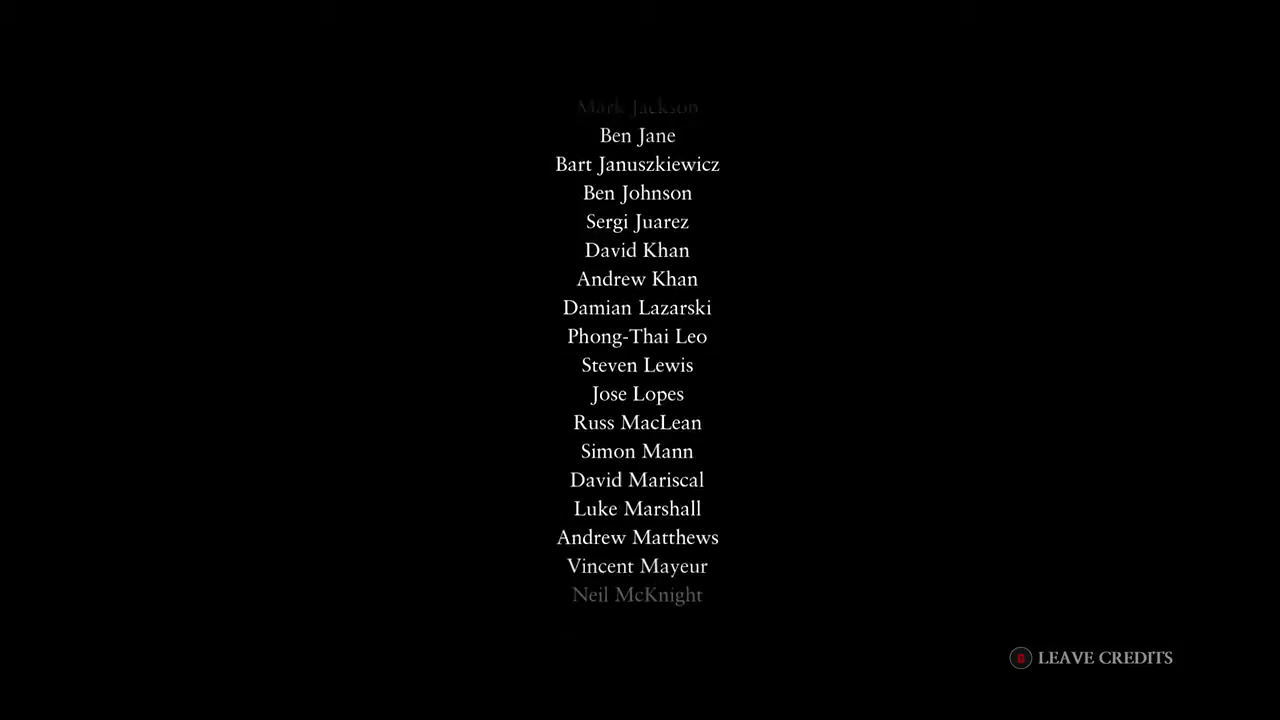 Mark Jackson
Ben Jane
Bart Januszkiewicz
Ben Johnson
Sergi Juarez
David Khan
Andrew Khan
Damian Lazarski
Phong-Thai Leo
Steven Lewis
Jose Lopes
Russ MacLean
Simon Mann
David Mariscal
Luke Marshall
Andrew Matthews
Vincent Mayeur
Neil McKnight
LEAVE CREDITS